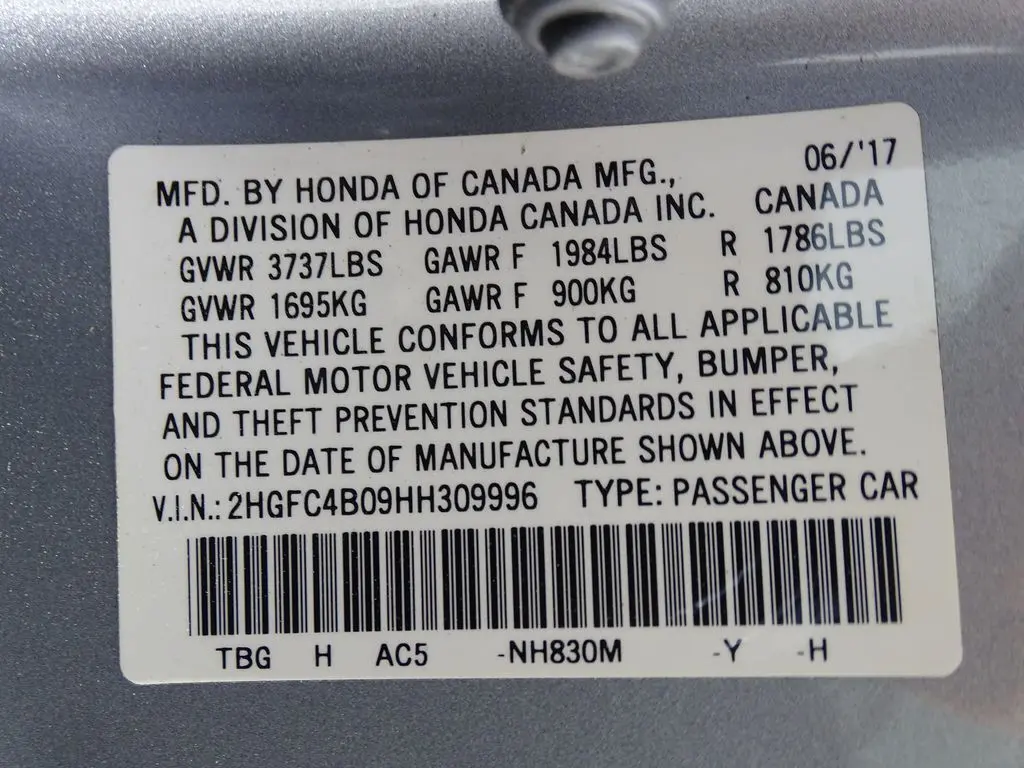 06/'17
MFD. BY HONDA OF CANADA MFG.,
A DIVISION OF HONDA CANADA INC. CANADA
GVWR 3737LBS GAWR F 1984LBS R 1786LBS
GVWR 1695KG GAWR F 900KG R 810KG
THIS VEHICLE CONFORMS TO ALL APPLICABLE
FEDERAL MOTOR VEHICLE SAFETY, BUMPER,
AND THEFT PREVENTION STANDARDS IN EFFECT
ON THE DATE OF MANUFACTURE SHOWN ABOVE.
V.I.N.: 2HGFC4B09HH309996 TYPE: PASSENGER CAR
TBG H AC5 -NH830M -Y -H